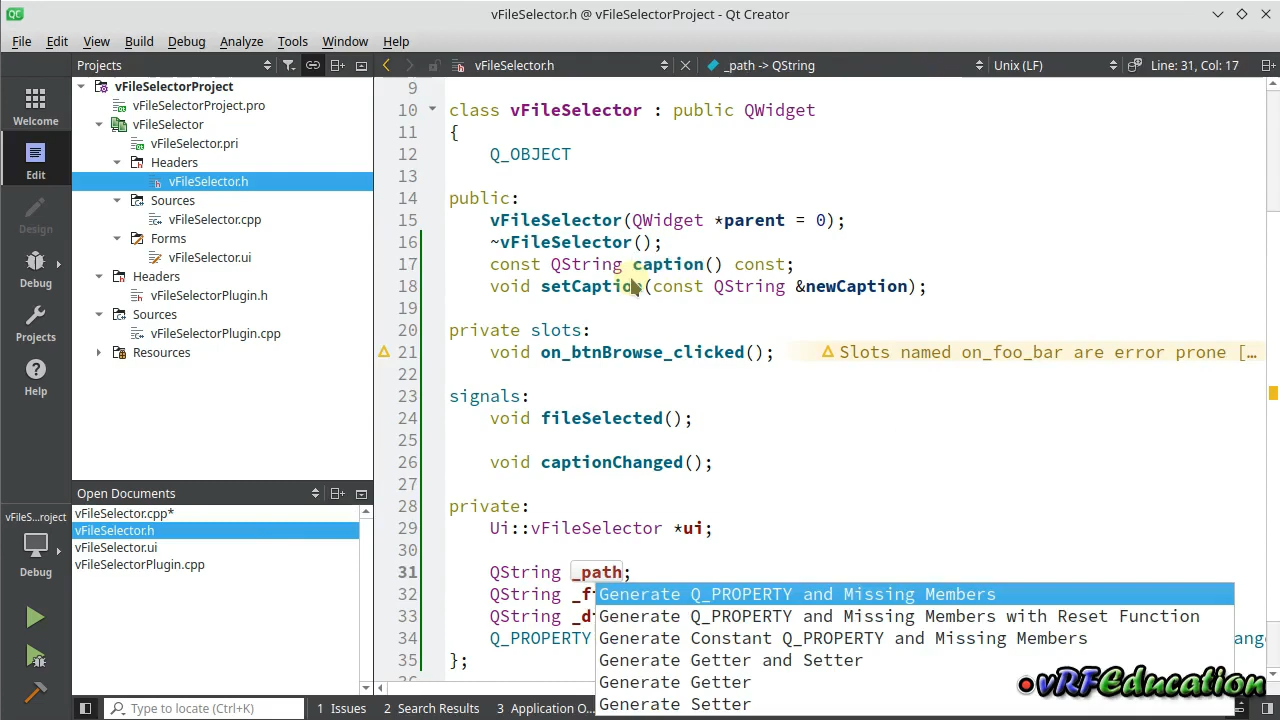 vFileSelector.h @ vFileSelectorProject - Qt Creator
File Edit View Build Debug Analyze Tools Window Help
Projects
vFileSelector.h
_path -> QString
Unix (LF)
Line: 31, Col: 17
Welcome
Edit
Design
Debug
Projects
Help
vFileS...roject
Debug
vFileSelectorProject
vFileSelectorProject.pro
vFileSelector
vFileSelector.pri
Headers
vFileSelector.h
Sources
vFileSelector.cpp
Forms
vFileSelector.ui
Headers
vFileSelectorPlugin.h
Sources
vFileSelectorPlugin.cpp
Resources
Open Documents
vFileSelector.cpp*
vFileSelector.h
vFileSelector.ui
vFileSelectorPlugin.cpp
9
10 class vFileSelector : public QWidget
11 {
12 Q_OBJECT
13
14 public:
15 vFileSelector(QWidget *parent = 0);
16 ~vFileSelector();
17 const QString caption() const;
18 void setCaption(const QString &newCaption);
19
20 private slots:
21 void on_btnBrowse_clicked(); Slots named on_foo_bar are error prone […
22
23 signals:
24 void fileSelected();
25
26 void captionChanged();
27
28 private:
29 Ui::vFileSelector *ui;
30
31 QString _path;
32 QString
33 QString
34 Q_PROPERTY
35 };
Generate Q_PROPERTY and Missing Members
Generate Q_PROPERTY and Missing Members with Reset Function
Generate Constant Q_PROPERTY and Missing Members
Generate Getter and Setter
Generate Getter
Generate Setter
vRFEducation
Type to locate (Ctrl+K)
1 Issues
2 Search Results
3 Application O...